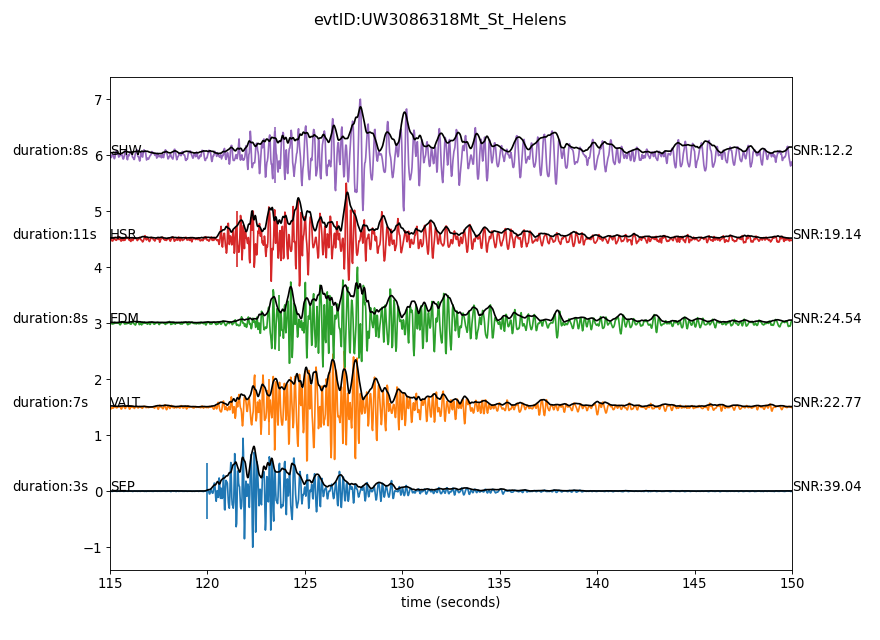 evtID:UW3086318Mt_St_Helens
7
duration:8s SHW SNR:12.2
6
5
duration:11s HSR SNR:19.14
4
duration:8s EDM SNR:24.54
3
2
duration:7s VALT SNR:22.77
1
duration:3s SEP SNR:39.04
0
−1
115 120 125 130 135 140 145 150
time (seconds)